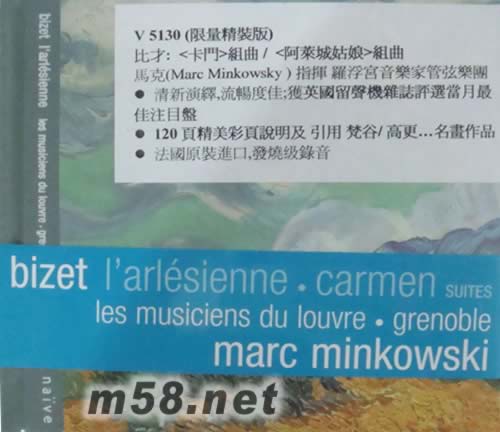 V 5130 (限量精裝版)
比才: <卡門>組曲 / <阿萊城姑娘>組曲
馬克(Marc Minkowsky ) 指揮 羅浮宮音樂家管弦樂團
● 清新演繹,流暢度佳;獲英國留聲機雜誌評選當月最
佳注目盤
● 120 頁精美彩頁說明及 引用 梵谷/ 高更…名畫作品
● 法國原裝進口,發燒级錄音
bizet l'arlésienne les musiciens du louvre · gre
naïve
bizet l'arlésienne . carmen SUITES
les musiciens du louvre • grenoble
marc minkowski
m58.net